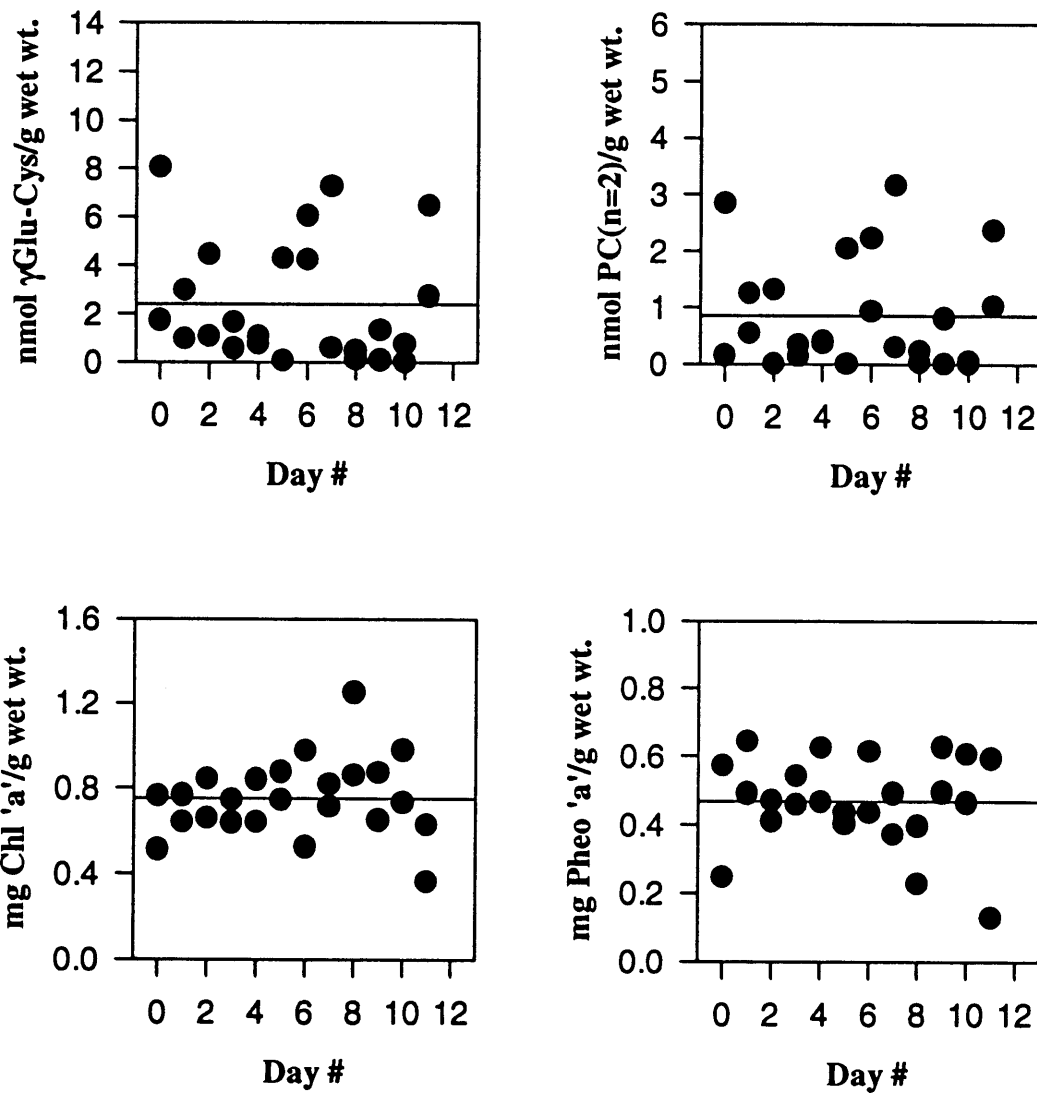 nmol γGlu-Cys/g wet wt.
14
12
10
8
6
4
2
0
0 2 4 6 8 10 12
Day #
nmol PC(n=2)/g wet wt.
6
5
4
3
2
1
0
0 2 4 6 8 10 12
Day #
mg Chl 'a'/g wet wt.
1.6
1.2
0.8
0.4
0.0
0 2 4 6 8 10 12
Day #
mg Pheo 'a'/g wet wt.
1.0
0.8
0.6
0.4
0.2
0.0
0 2 4 6 8 10 12
Day #